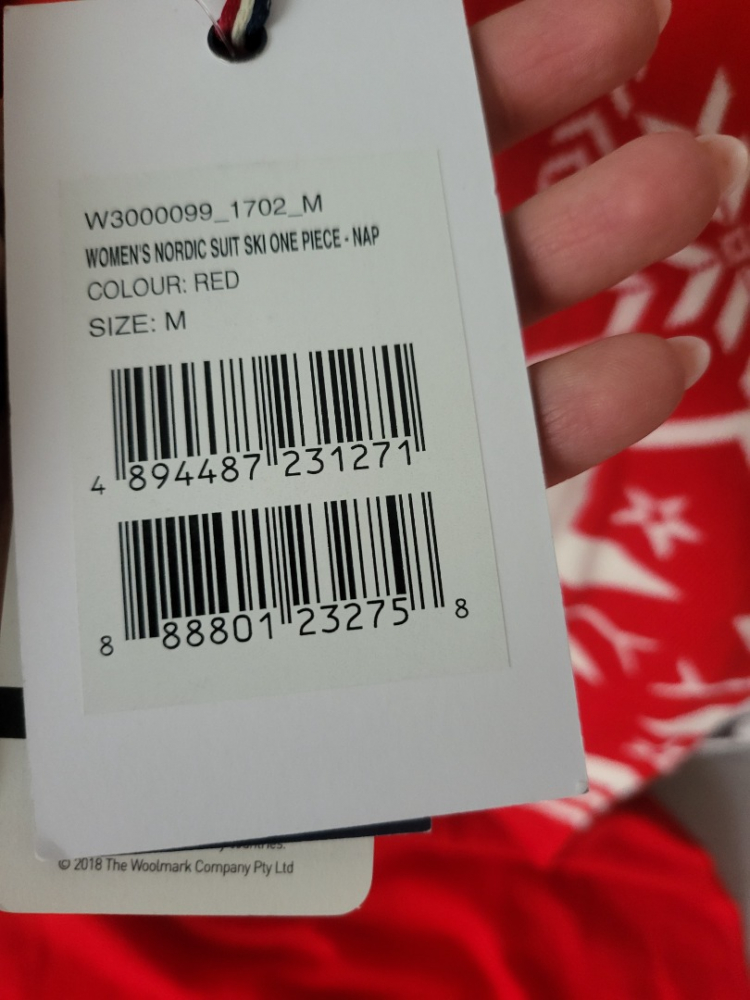 W3000099_1702_M
WOMEN'S NORDIC SUIT SKI ONE PIECE - NAP
COLOUR: RED
SIZE: M
4 894487 231271
8 88801 23275 8
countries.
© 2018 The Woolmark Company Pty Ltd